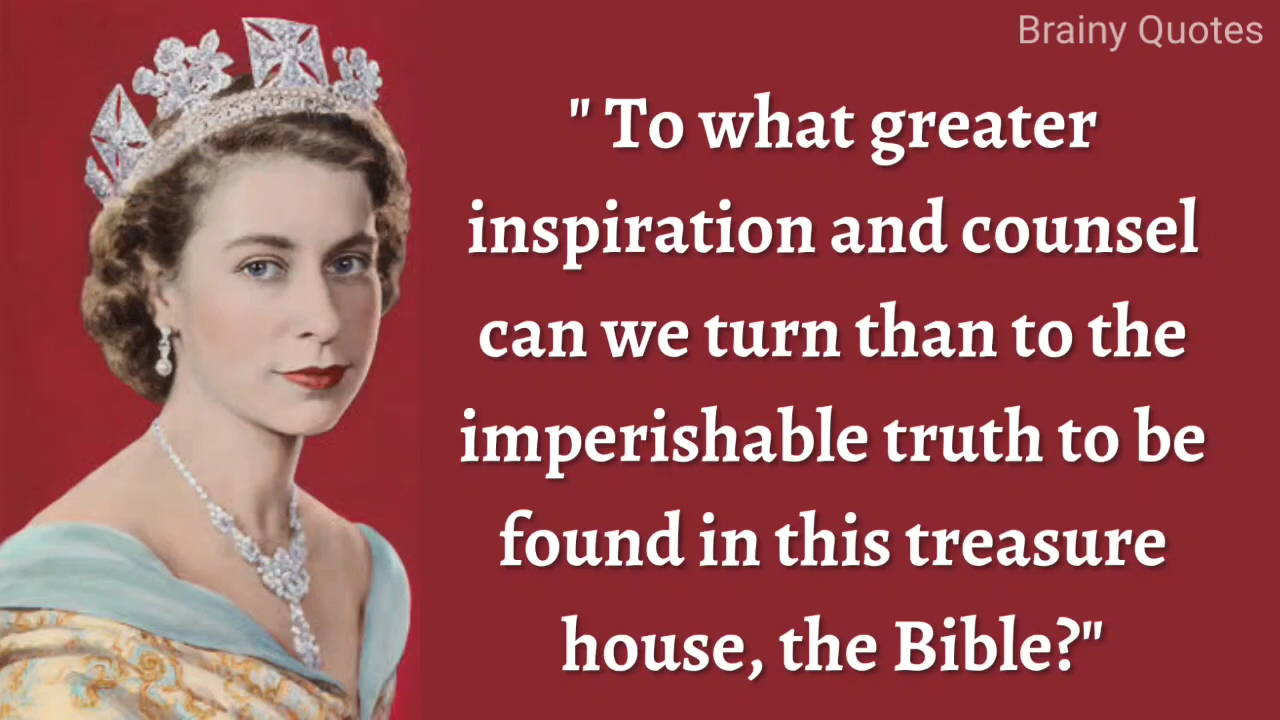 Brainy Quotes
" To what greater
inspiration and counsel
can we turn than to the
imperishable truth to be
found in this treasure
house, the Bible?"